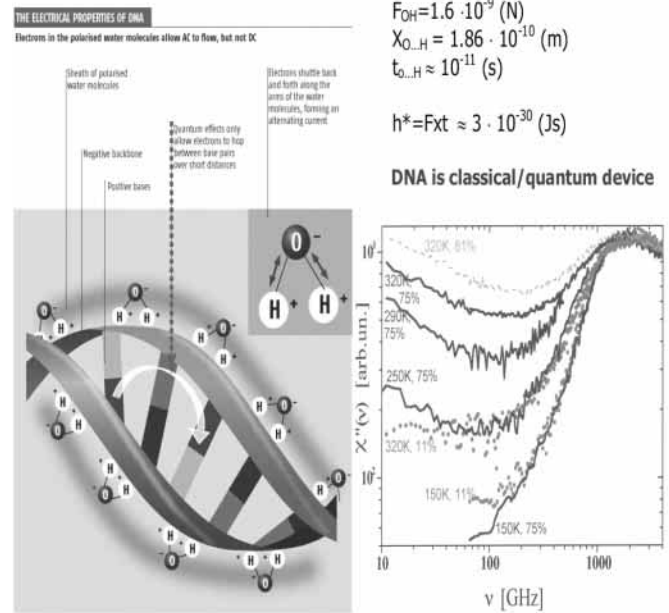 THE ELECTRICAL PROPERTIES OF DNA
Electrons in the polarised water molecules allow AC to flow, but not DC
Sheath of polarised
water molecules
Negative backbone
Positive bases
Quantum effects only
allow electrons to hop
between base pairs
over short distances
Electrons shuttle back
and forth along the
arms of the water
molecules, forming an
alternating current
O -
H + H +
F_OH=1.6 ·10^-9 (N)
X_O...H = 1.86 · 10^-10 (m)
t_o...H ≈ 10^-11 (s)
h*=Fxt ≈ 3 · 10^-30 (Js)
DNA is classical/quantum device
χ''(ν) [arb.un.]
320K, 81%
320K,
75%
290K,
75%
250K, 75%
320K, 11%
150K, 11%
150K, 75%
10 100 1000
ν [GHz]